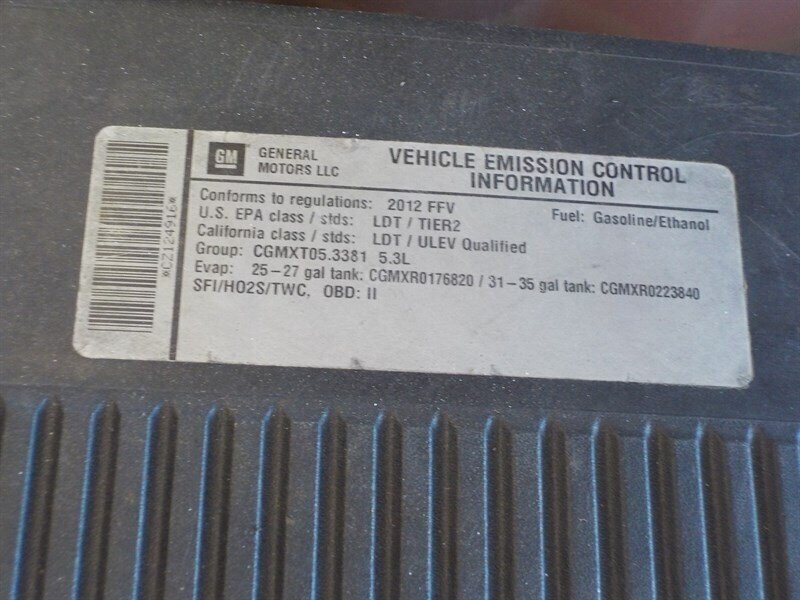 *CZ124916*
GM
GENERAL
MOTORS LLC
VEHICLE EMISSION CONTROL
INFORMATION
Conforms to regulations: 2012 FFV
Fuel: Gasoline/Ethanol
U.S. EPA class / stds: LDT / TIER2
California class / stds: LDT / ULEV Qualified
Group: CGMXT05.3381 5.3L
Evap: 25-27 gal tank: CGMXR0176820 / 31-35 gal tank: CGMXR0223840
SFI/HO2S/TWC, OBD: II